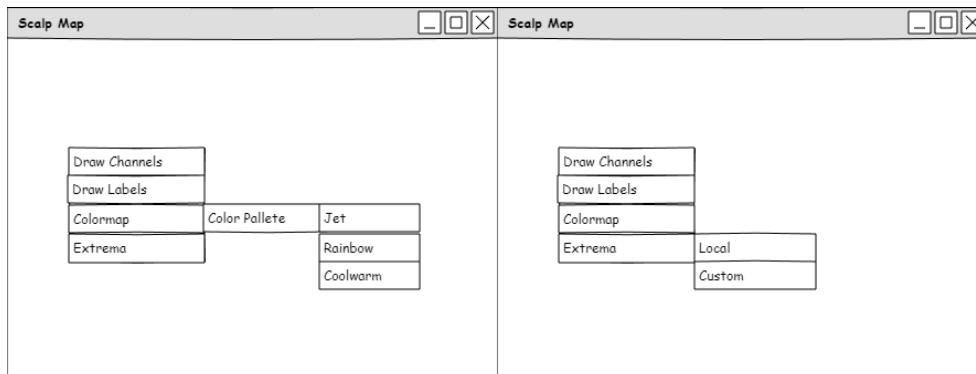 Scalp Map
Draw Channels
Draw Labels
Colormap
Color Pallete
Jet
Extrema
Rainbow
Coolwarm
Scalp Map
Draw Channels
Draw Labels
Colormap
Extrema
Local
Custom